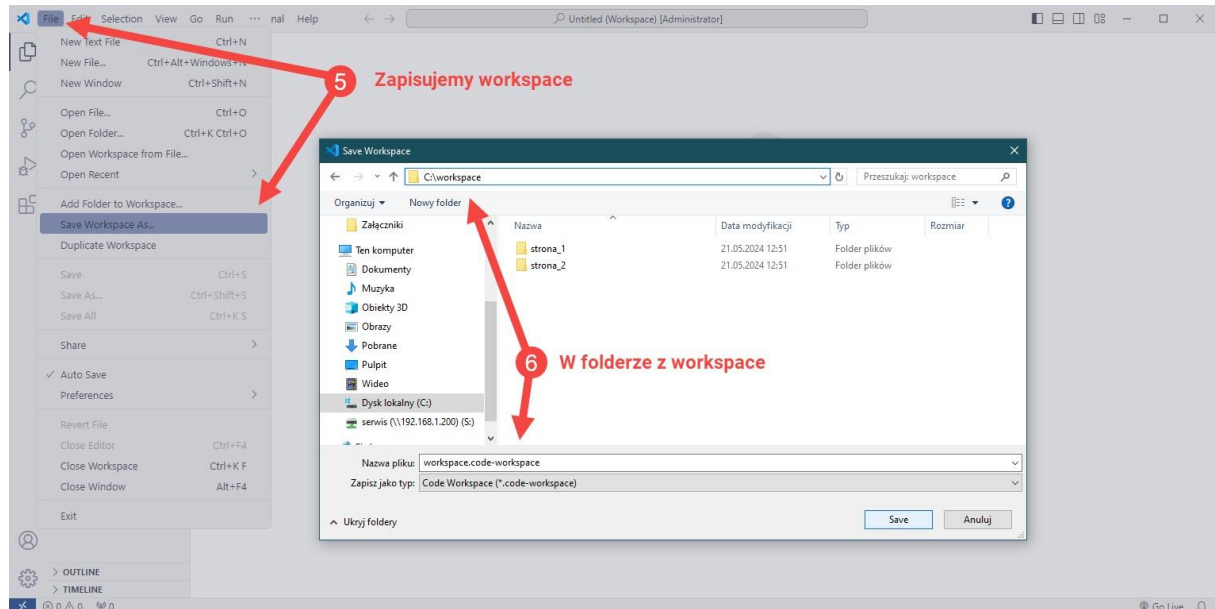 File Edit Selection View Go Run ··· nal Help
Untitled (Workspace) [Administrator]
New Text File Ctrl+N
New File... Ctrl+Alt+Windows+N
New Window Ctrl+Shift+N
5 Zapisujemy workspace
Open File... Ctrl+O
Open Folder... Ctrl+K Ctrl+O
Open Workspace from File...
Open Recent
Add Folder to Workspace...
Save Workspace As...
Duplicate Workspace
Save Ctrl+S
Save As... Ctrl+Shift+S
Save All Ctrl+K S
Share
Auto Save
Preferences
Revert File
Close Editor Ctrl+F4
Close Workspace Ctrl+K F
Close Window Alt+F4
Exit
OUTLINE
TIMELINE
Save Workspace
C:\workspace
Przeszukaj: workspace
Organizuj Nowy folder
Nazwa Data modyfikacji Typ Rozmiar
strona_1 21.05.2024 12:51 Folder plików
strona_2 21.05.2024 12:51 Folder plików
Załączniki
Ten komputer
Dokumenty
Muzyka
Obiekty 3D
Obrazy
Pobrane
Pulpit
Wideo
Dysk lokalny (C:)
serwis (\\192.168.1.200) (S:)
6 W folderze z workspace
Nazwa pliku: workspace.code-workspace
Zapisz jako typ: Code Workspace (*.code-workspace)
Ukryj foldery
Save Anuluj
0 0 0
Go Live